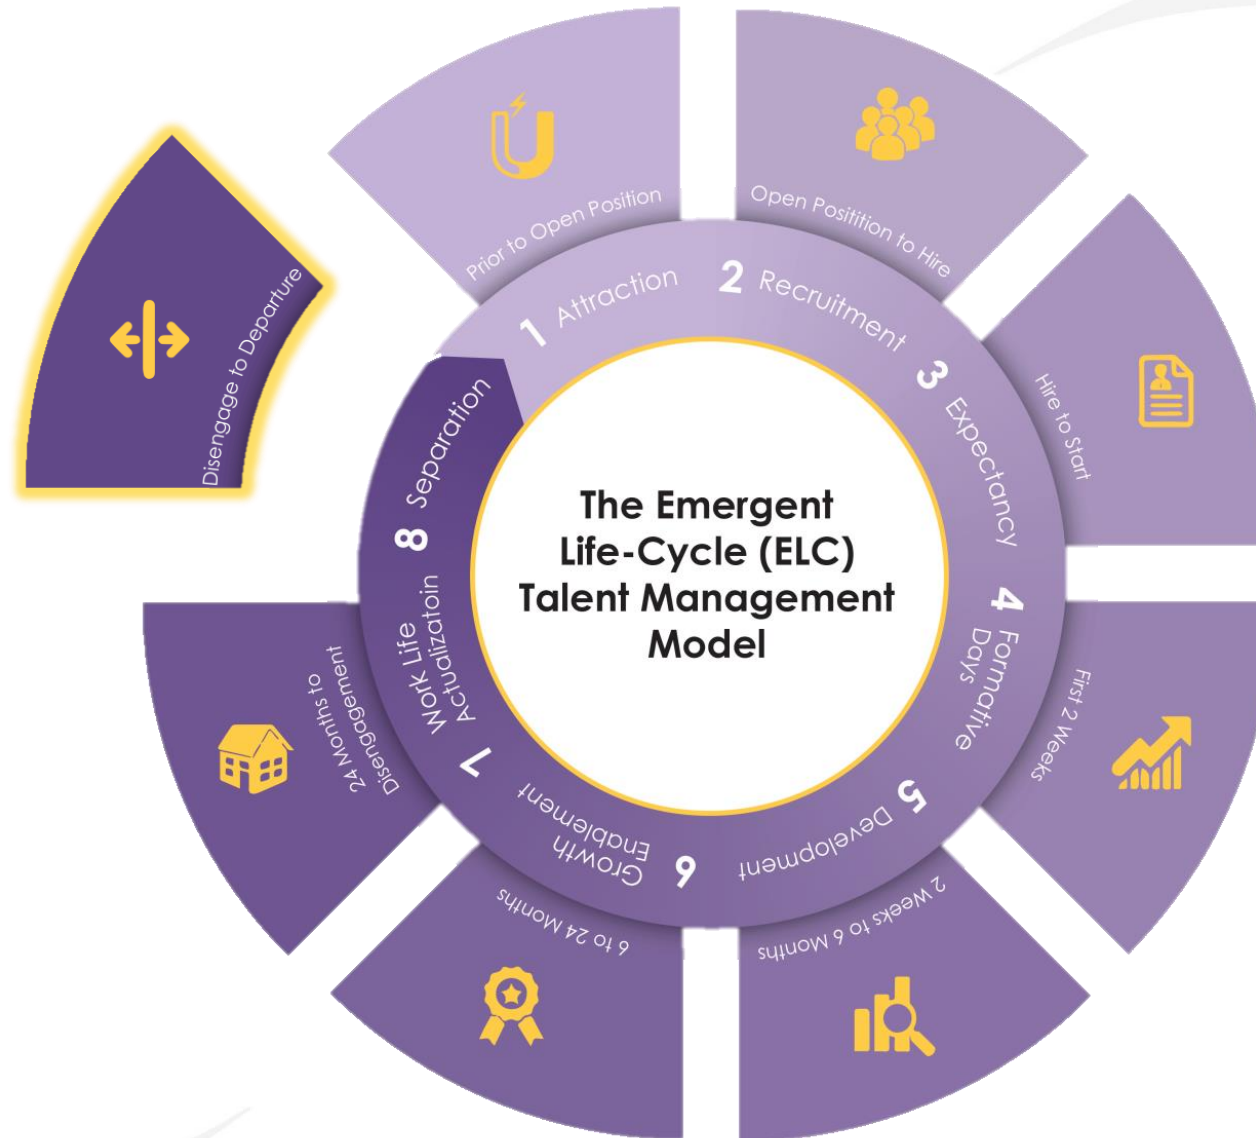 The Emergent
Life-Cycle (ELC)
Talent Management
Model
1 Attraction
Prior to Open Position
2 Recruitment
Open Positition to Hire
3 Expectancy
Hire to Start
4 Formative
Days
First 2 Weeks
5 Development
2 Weeks to 6 Months
6 Growth
Enablement
6 to 24 Months
7 Work Life
Actualizatoin
24 Months to
Disengagement
8 Separation
Disengage to Departure